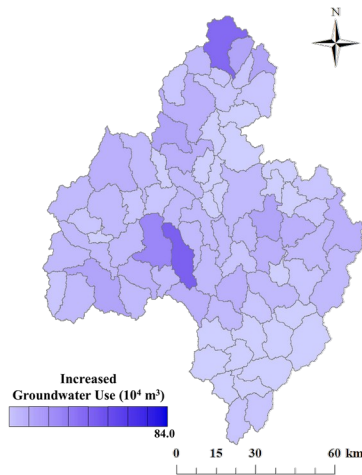 N
Increased
Groundwater Use (10⁴ m³)
84.0
0 15 30 60 km